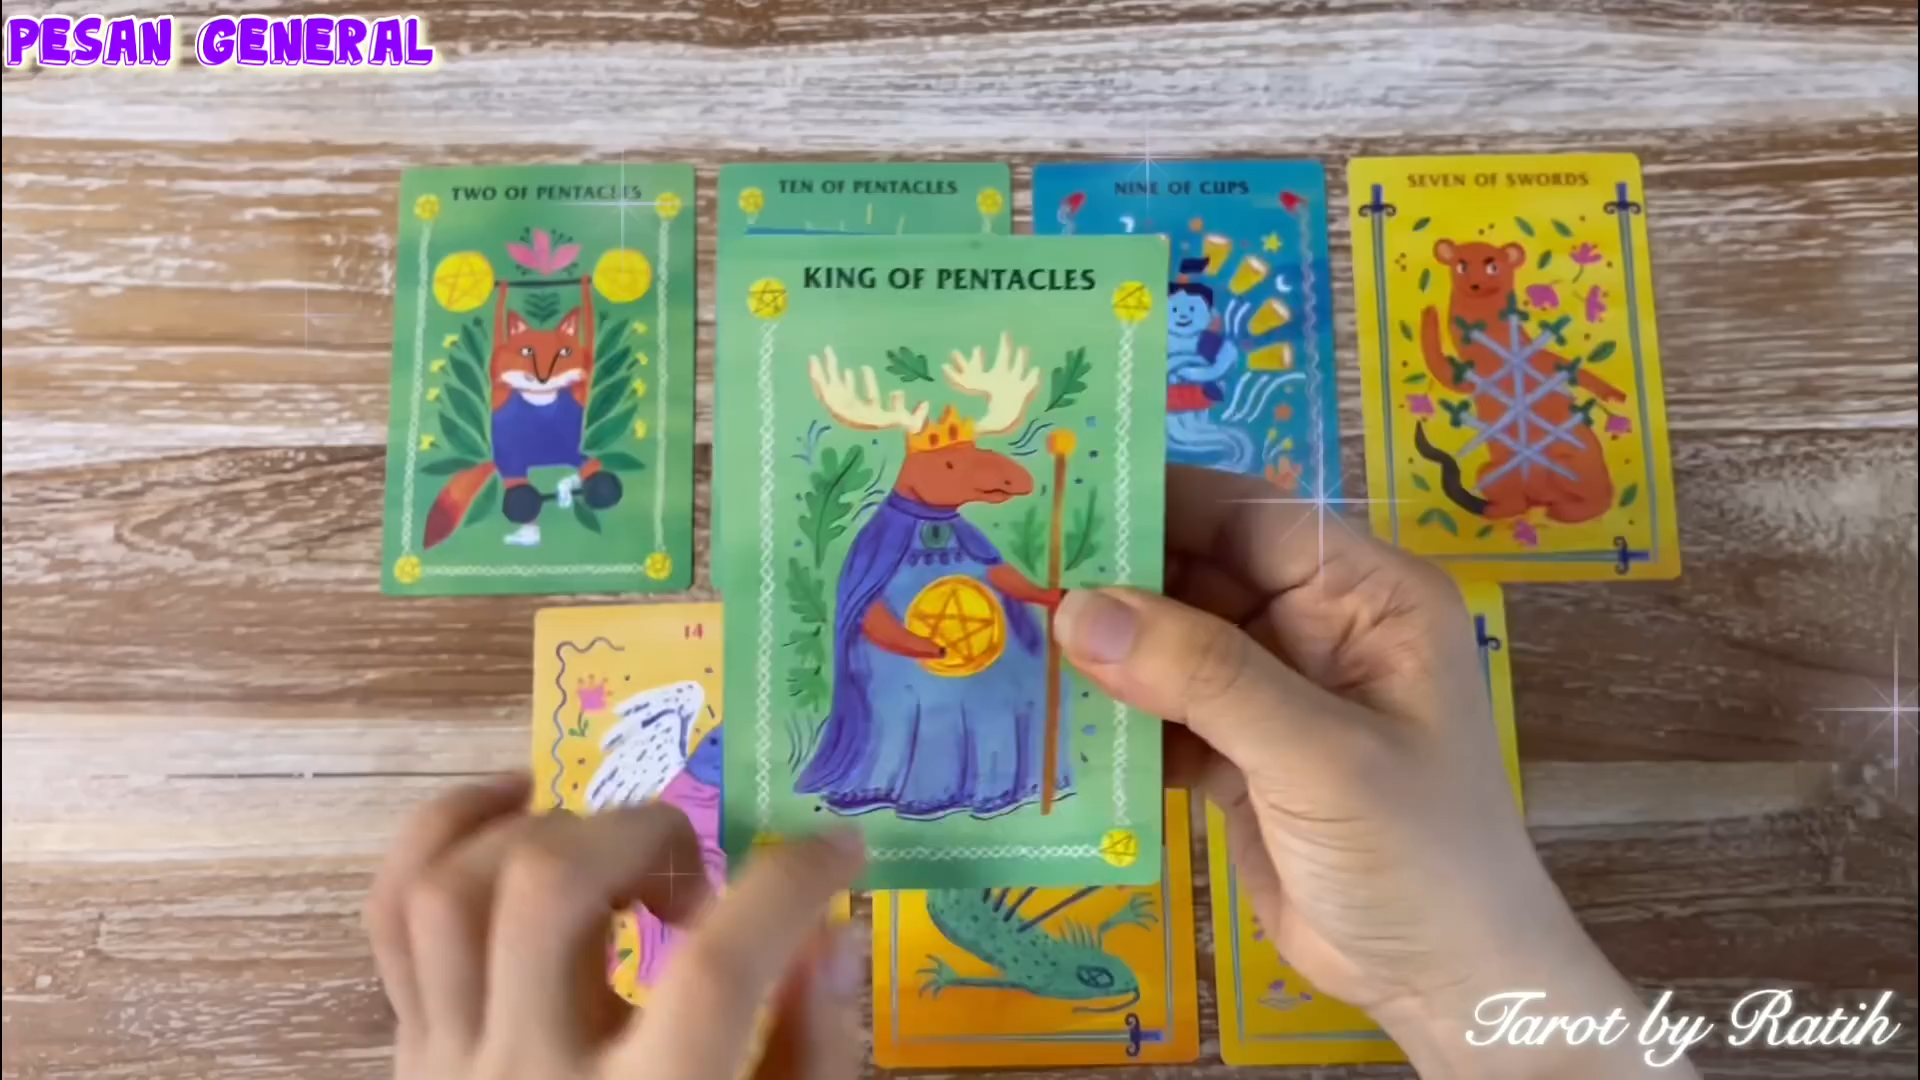 PESAN GENERAL
TWO OF PENTACLES
TEN OF PENTACLES
NINE OF CUPS
SEVEN OF SWORDS
KING OF PENTACLES
14
Tarot by Ratih